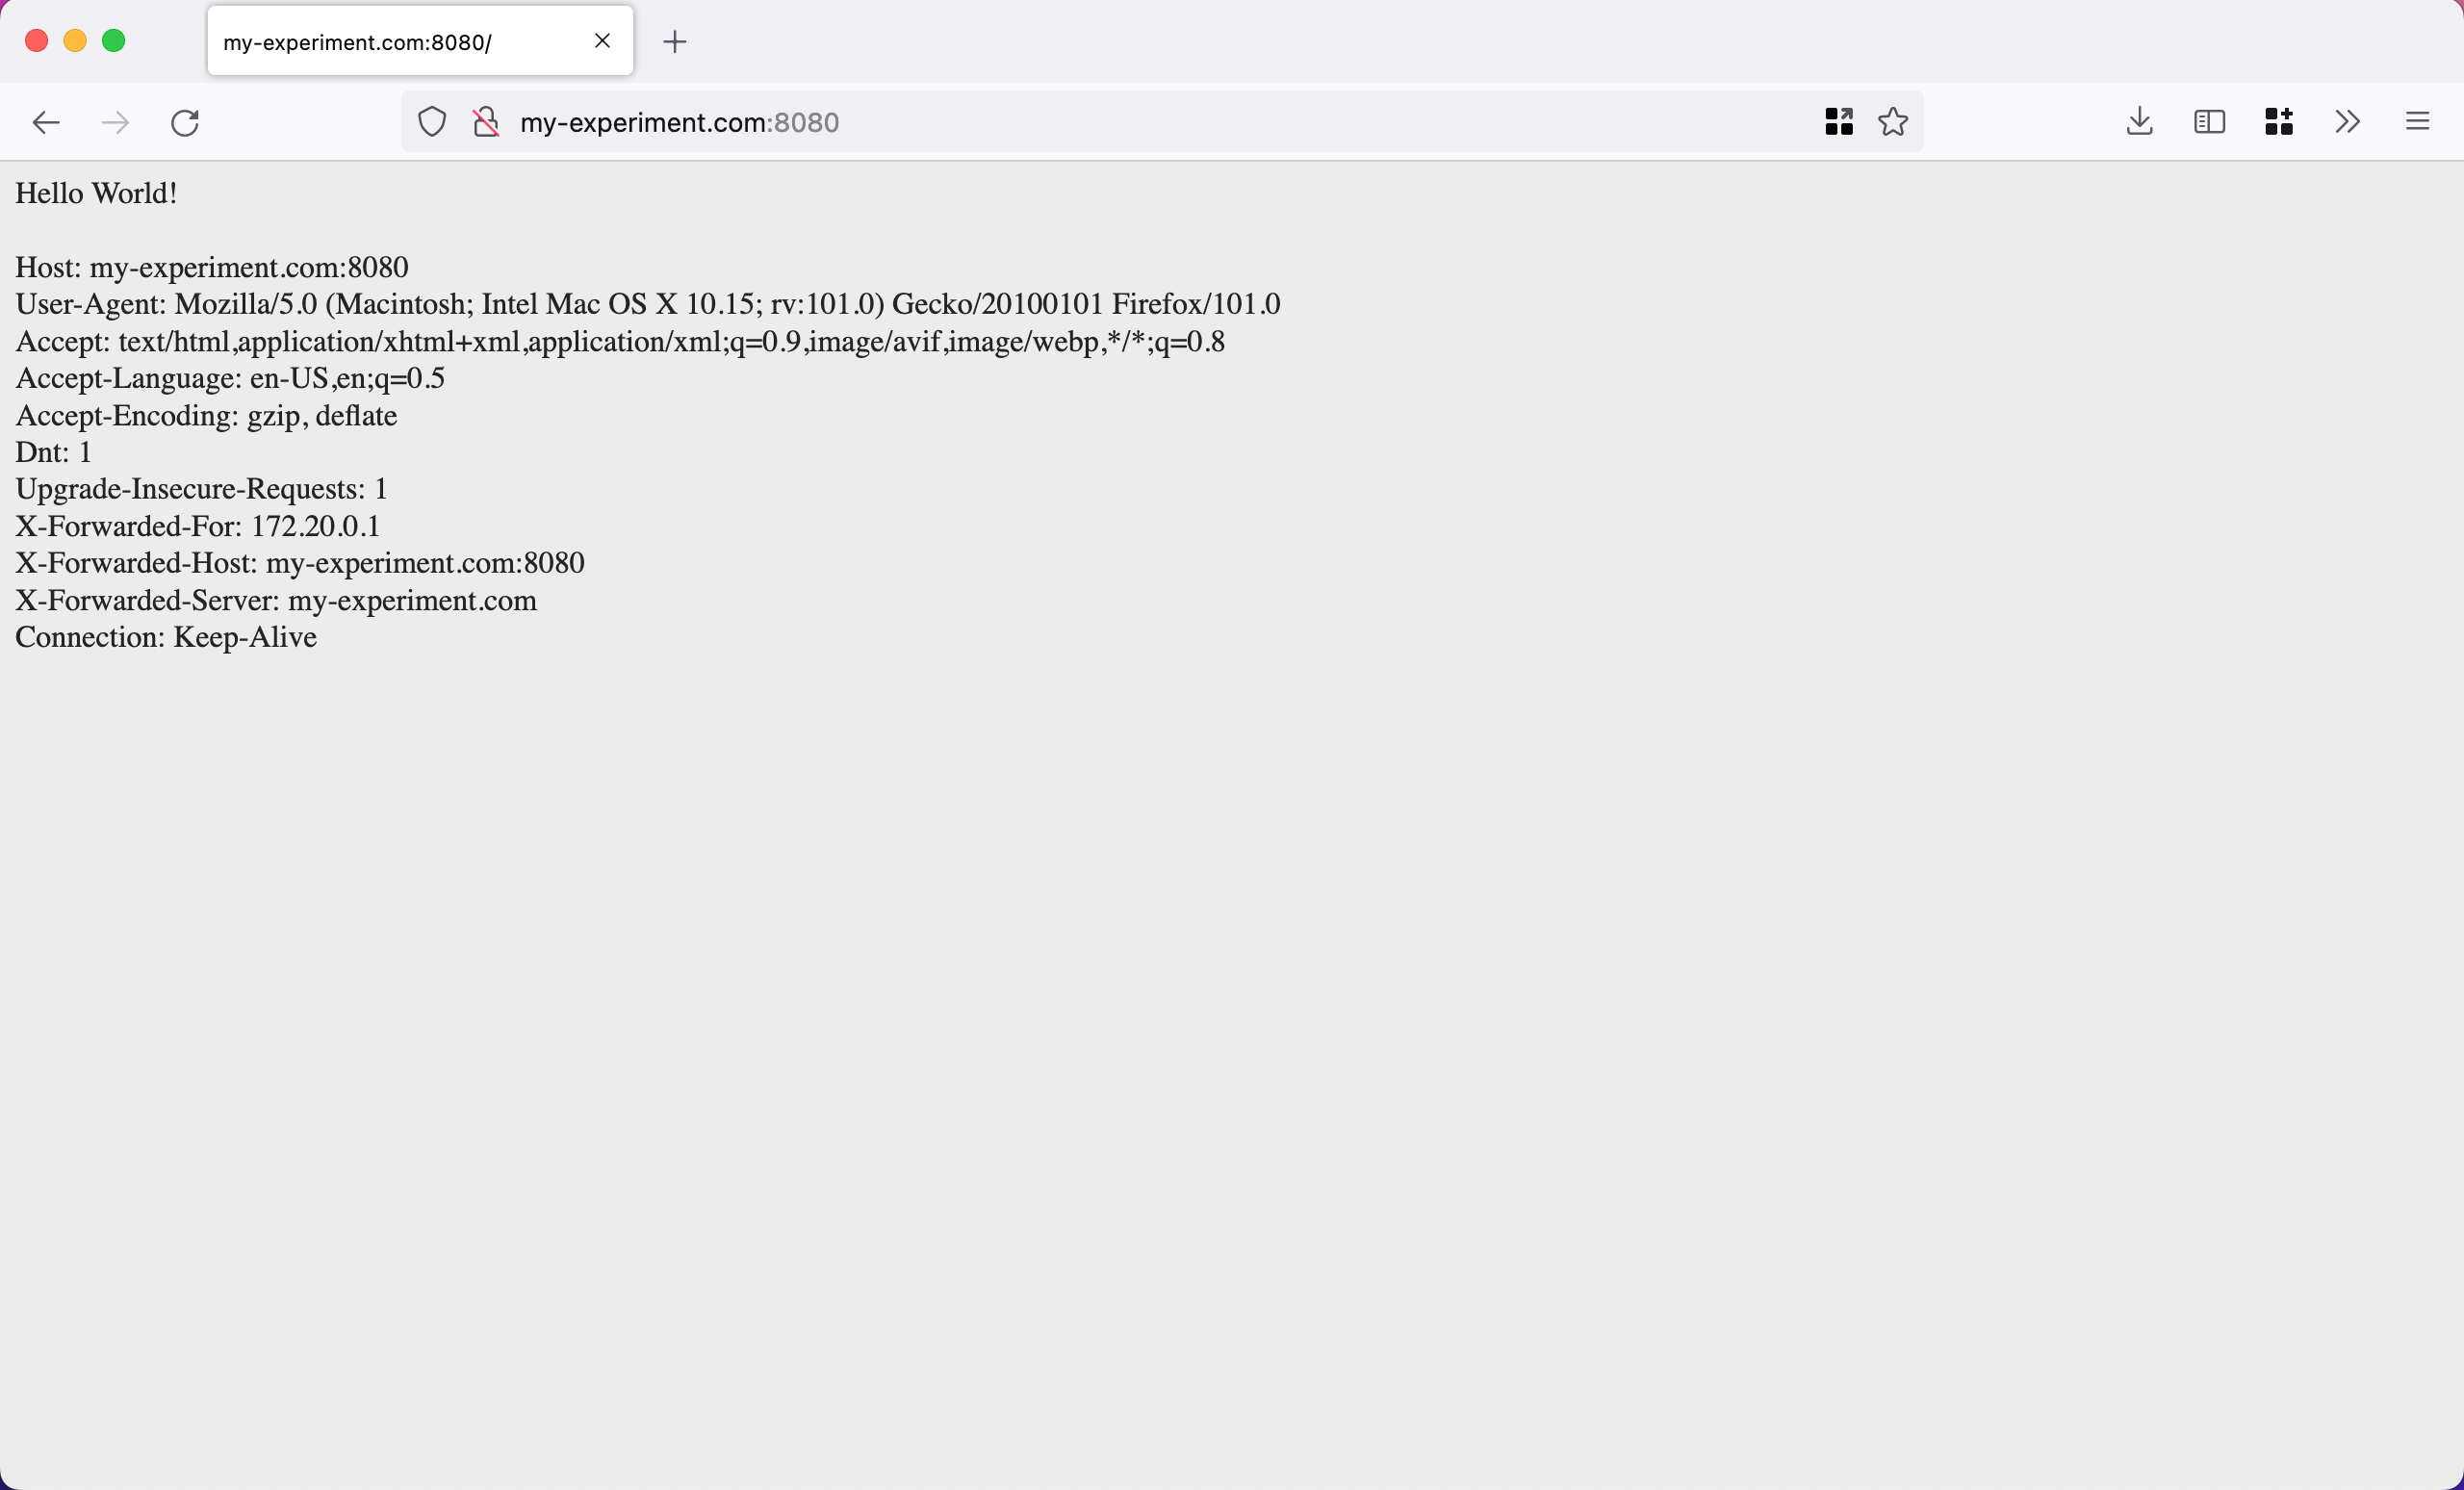 my-experiment.com:8080/
my-experiment.com:8080
Hello World!
Host: my-experiment.com:8080
User-Agent: Mozilla/5.0 (Macintosh; Intel Mac OS X 10.15; rv:101.0) Gecko/20100101 Firefox/101.0
Accept: text/html,application/xhtml+xml,application/xml;q=0.9,image/avif,image/webp,*/*;q=0.8
Accept-Language: en-US,en;q=0.5
Accept-Encoding: gzip, deflate
Dnt: 1
Upgrade-Insecure-Requests: 1
X-Forwarded-For: 172.20.0.1
X-Forwarded-Host: my-experiment.com:8080
X-Forwarded-Server: my-experiment.com
Connection: Keep-Alive